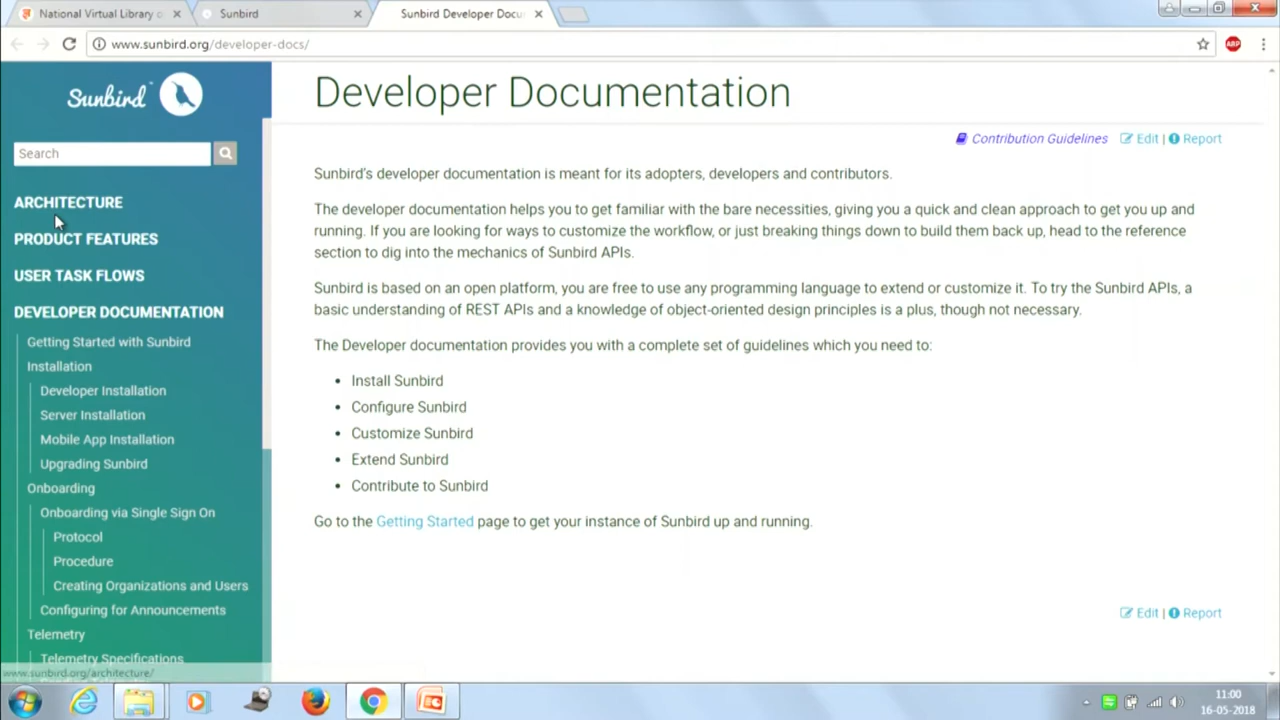 National Virtual Library o
Sunbird
Sunbird Developer Docu
www.sunbird.org/developer-docs/
ABP
Sunbird
Search
ARCHITECTURE
PRODUCT FEATURES
USER TASK FLOWS
DEVELOPER DOCUMENTATION
Getting Started with Sunbird
Installation
Developer Installation
Server Installation
Mobile App Installation
Upgrading Sunbird
Onboarding
Onboarding via Single Sign On
Protocol
Procedure
Creating Organizations and Users
Configuring for Announcements
Telemetry
Telemetry Specifications
www.sunbird.org/architecture/
Developer Documentation
Contribution Guidelines Edit | Report
Sunbird's developer documentation is meant for its adopters, developers and contributors.
The developer documentation helps you to get familiar with the bare necessities, giving you a quick and clean approach to get you up and
running. If you are looking for ways to customize the workflow, or just breaking things down to build them back up, head to the reference
section to dig into the mechanics of Sunbird APIs.
Sunbird is based on an open platform, you are free to use any programming language to extend or customize it. To try the Sunbird APIs, a
basic understanding of REST APIs and a knowledge of object-oriented design principles is a plus, though not necessary.
The Developer documentation provides you with a complete set of guidelines which you need to:
• Install Sunbird
• Configure Sunbird
• Customize Sunbird
• Extend Sunbird
• Contribute to Sunbird
Go to the Getting Started page to get your instance of Sunbird up and running.
Edit | Report
11:00
16-05-2018